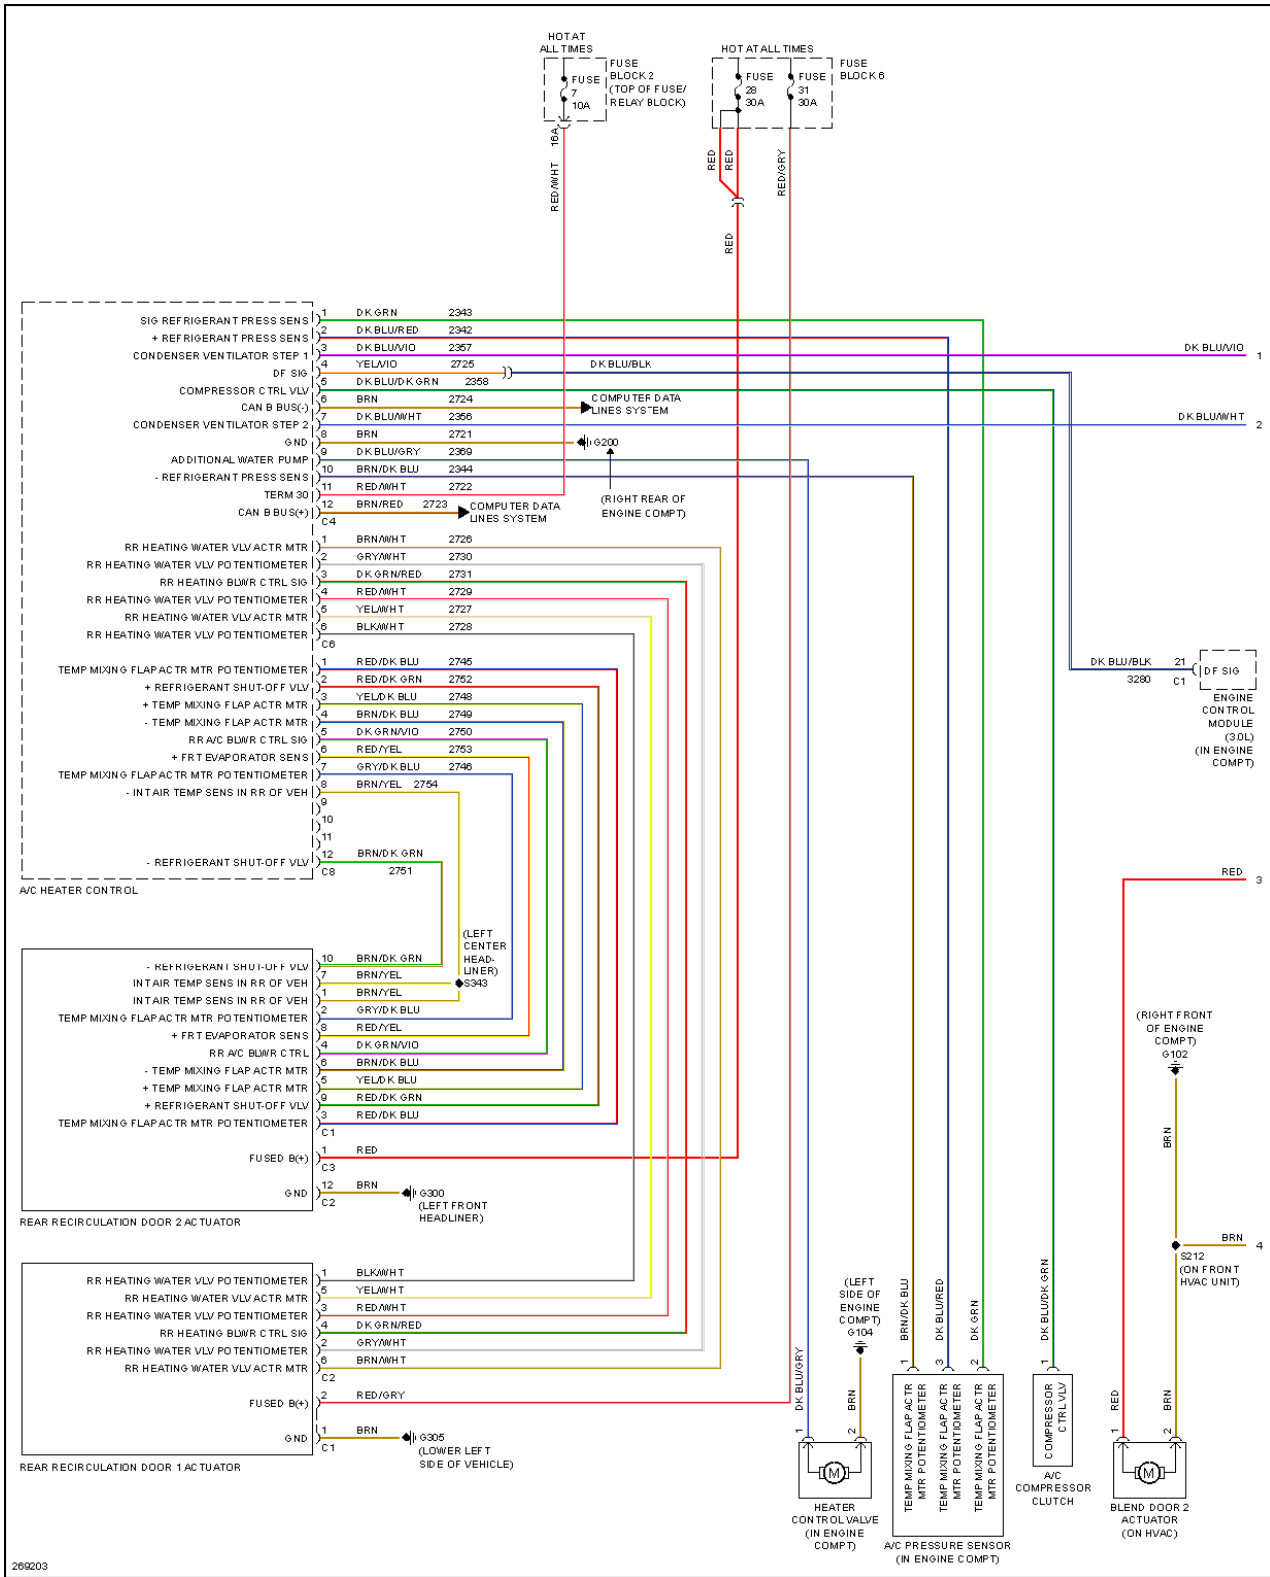 HOT AT
ALL TIMES
HOT AT ALL TIMES
FUSE
7
10A
FUSE
BLOCK 2
(TOP OF FUSE/
RELAY BLOCK)
FUSE
28
30A
FUSE
31
30A
FUSE
BLOCK 6
16A
RED/WHT
RED
RED
RED/GRY
RED
SIG REFRIGERANT PRESS SENS 1 DK GRN 2343
+ REFRIGERANT PRESS SENS 2 DK BLU/RED 2342
CONDENSER VENTILATOR STEP 1 3 DK BLU/VIO 2357 DK BLU/VIO 1
DF SIG 4 YEL/VIO 2725 DK BLU/BLK
COMPRESSOR CTRL VLV 5 DK BLU/DK GRN 2358
CAN B BUS(-) 6 BRN 2724 COMPUTER DATA
LINES SYSTEM
CONDENSER VENTILATOR STEP 2 7 DK BLU/WHT 2356 DK BLU/WHT 2
GND 8 BRN 2721 G200
ADDITIONAL WATER PUMP 9 DK BLU/GRY 2369
- REFRIGERANT PRESS SENS 10 BRN/DK BLU 2344
TERM 30 11 RED/WHT 2722
CAN B BUS(+) 12 BRN/RED 2723 COMPUTER DATA
LINES SYSTEM
C4
(RIGHT REAR OF
ENGINE COMPT)
RR HEATING WATER VLV ACTR MTR 1 BRN/WHT 2726
RR HEATING WATER VLV POTENTIOMETER 2 GRY/WHT 2730
RR HEATING BLWR CTRL SIG 3 DK GRN/RED 2731
RR HEATING WATER VLV POTENTIOMETER 4 RED/WHT 2729
RR HEATING WATER VLV ACTR MTR 5 YEL/WHT 2727
RR HEATING WATER VLV POTENTIOMETER 6 BLK/WHT 2728
C6
TEMP MIXING FLAP ACTR MTR POTENTIOMETER 1 RED/DK BLU 2745
+ REFRIGERANT SHUT-OFF VLV 2 RED/DK GRN 2752
+ TEMP MIXING FLAP ACTR MTR 3 YEL/DK BLU 2748
- TEMP MIXING FLAP ACTR MTR 4 BRN/DK BLU 2749
RR A/C BLWR CTRL SIG 5 DK GRN/VIO 2750
+ FRT EVAPORATOR SENS 6 RED/YEL 2753
TEMP MIXING FLAP ACTR MTR POTENTIOMETER 7 GRY/DK BLU 2746
- INT AIR TEMP SENS IN RR OF VEH 8 BRN/YEL 2754
9
10
11
- REFRIGERANT SHUT-OFF VLV 12 BRN/DK GRN
C8 2751
A/C HEATER CONTROL
DK BLU/BLK 21
3280 C1
DF SIG
ENGINE
CONTROL
MODULE
(3.0L)
(IN ENGINE
COMPT)
RED 3
(LEFT
CENTER
HEAD-
LINER)
S343
- REFRIGERANT SHUT-OFF VLV 10 BRN/DK GRN
INT AIR TEMP SENS IN RR OF VEH 7 BRN/YEL
INT AIR TEMP SENS IN RR OF VEH 1 BRN/YEL
TEMP MIXING FLAP ACTR MTR POTENTIOMETER 2 GRY/DK BLU
+ FRT EVAPORATOR SENS 8 RED/YEL
RR A/C BLWR CTRL 4 DK GRN/VIO
- TEMP MIXING FLAP ACTR MTR 6 BRN/DK BLU
+ TEMP MIXING FLAP ACTR MTR 5 YEL/DK BLU
+ REFRIGERANT SHUT-OFF VLV 9 RED/DK GRN
TEMP MIXING FLAP ACTR MTR POTENTIOMETER 3 RED/DK BLU
C1
FUSED B(+) 1 RED
C3
GND 12 BRN G300
C2
(LEFT FRONT
HEADLINER)
REAR RECIRCULATION DOOR 2 ACTUATOR
(RIGHT FRONT
OF ENGINE
COMPT)
G102
BRN
BRN 4
S212
(ON FRONT
HVAC UNIT)
RR HEATING WATER VLV POTENTIOMETER 1 BLK/WHT
RR HEATING WATER VLV ACTR MTR 5 YEL/WHT
RR HEATING WATER VLV POTENTIOMETER 3 RED/WHT
RR HEATING BLWR CTRL SIG 4 DK GRN/RED
RR HEATING WATER VLV POTENTIOMETER 2 GRY/WHT
RR HEATING WATER VLV ACTR MTR 6 BRN/WHT
C2
FUSED B(+) 2 RED/GRY
GND 1 BRN G305
C1
(LOWER LEFT
SIDE OF VEHICLE)
REAR RECIRCULATION DOOR 1 ACTUATOR
(LEFT
SIDE OF
ENGINE
COMPT)
G104
DK BLU/GRY
BRN
1
2
M
HEATER
CONTROL VALVE
(IN ENGINE
COMPT)
BRN/DK BLU
DK BLU/RED
DK GRN
1
3
2
TEMP MIXING FLAP ACTR
MTR POTENTIOMETER
TEMP MIXING FLAP ACTR
MTR POTENTIOMETER
TEMP MIXING FLAP ACTR
MTR POTENTIOMETER
A/C PRESSURE SENSOR
(IN ENGINE COMPT)
DK BLU/DK GRN
1
COMPRESSOR
CTRL VLV
A/C
COMPRESSOR
CLUTCH
RED
BRN
1
2
M
BLEND DOOR 2
ACTUATOR
(ON HVAC)
269203